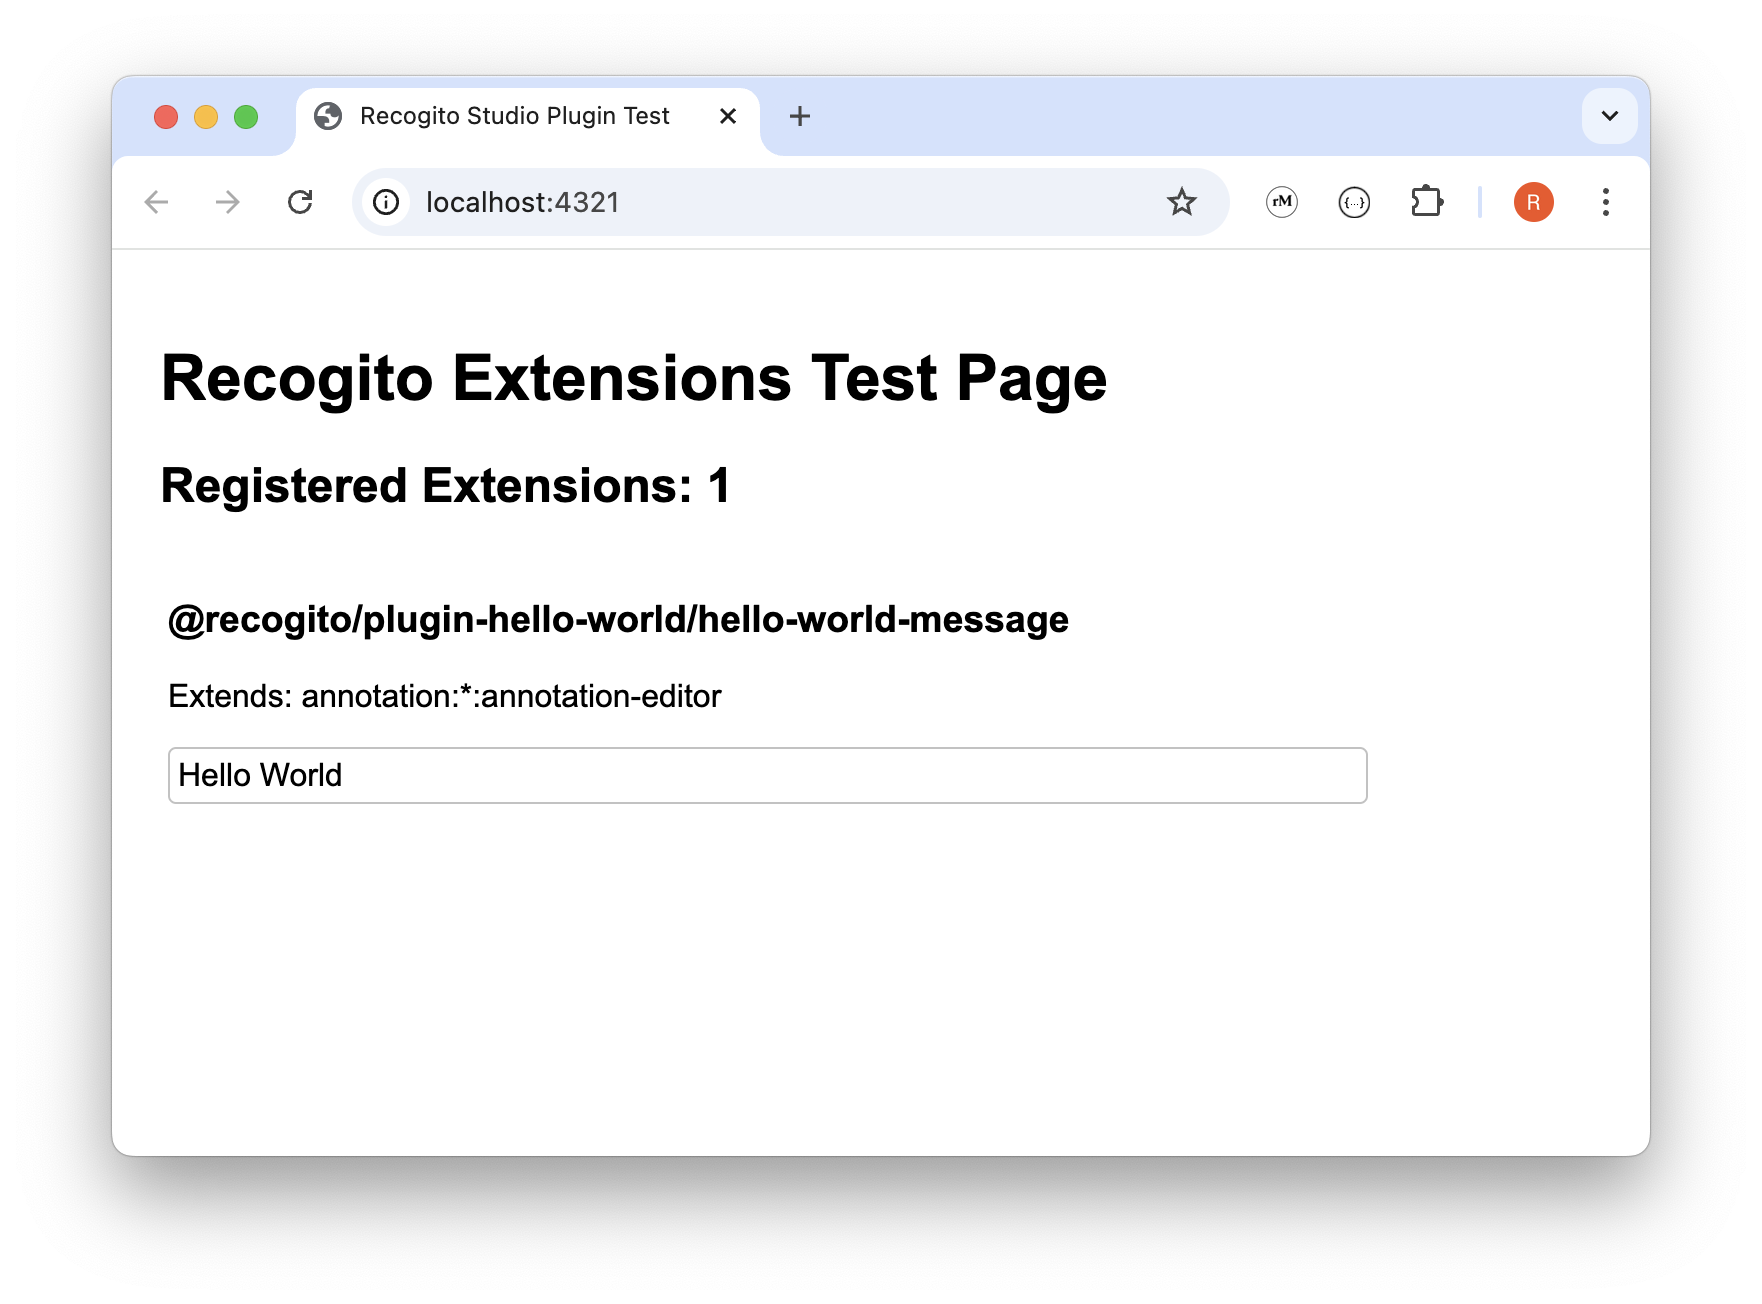 Recogito Studio Plugin Test
localhost:4321
rM
{...}
R
Recogito Extensions Test Page
Registered Extensions: 1
@recogito/plugin-hello-world/hello-world-message
Extends: annotation:*:annotation-editor
Hello World